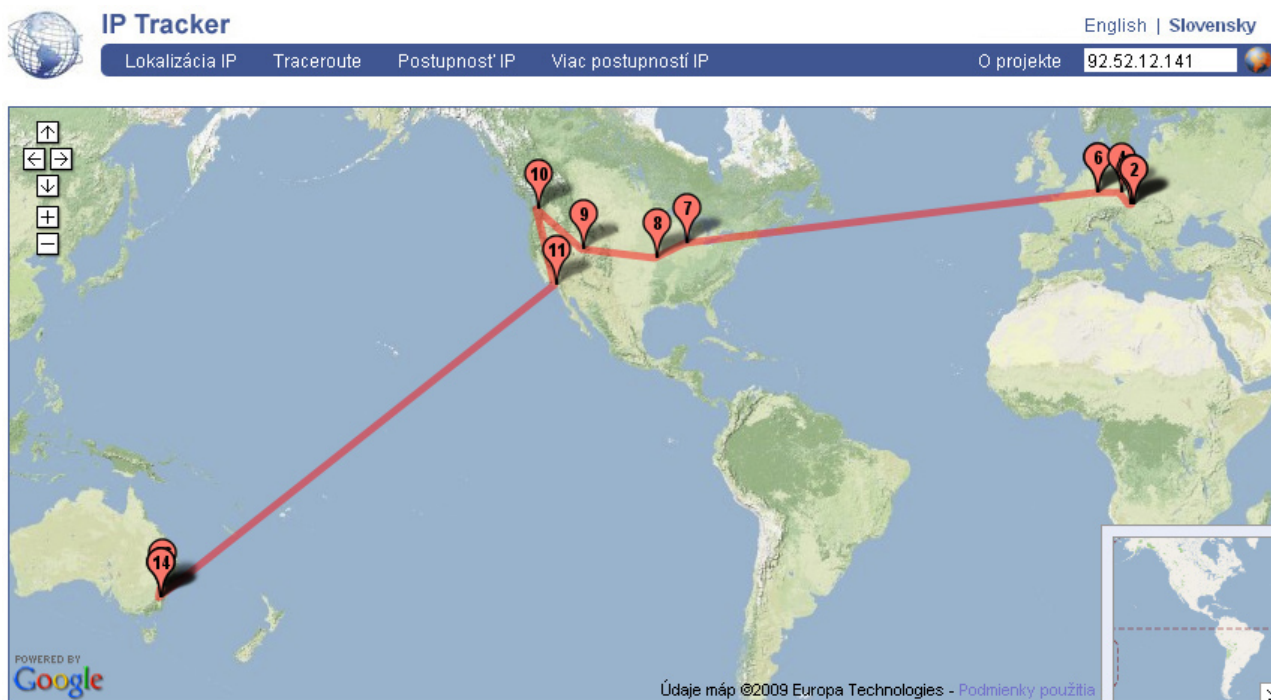 IP Tracker
English | Slovensky
Lokalizácia IP Traceroute Postupnosť IP Viac postupností IP O projekte 92.52.12.141
10
6
4
2
9
8
7
11
14
POWERED BY
Google
Údaje máp ©2009 Europa Technologies - Podmienky použitia